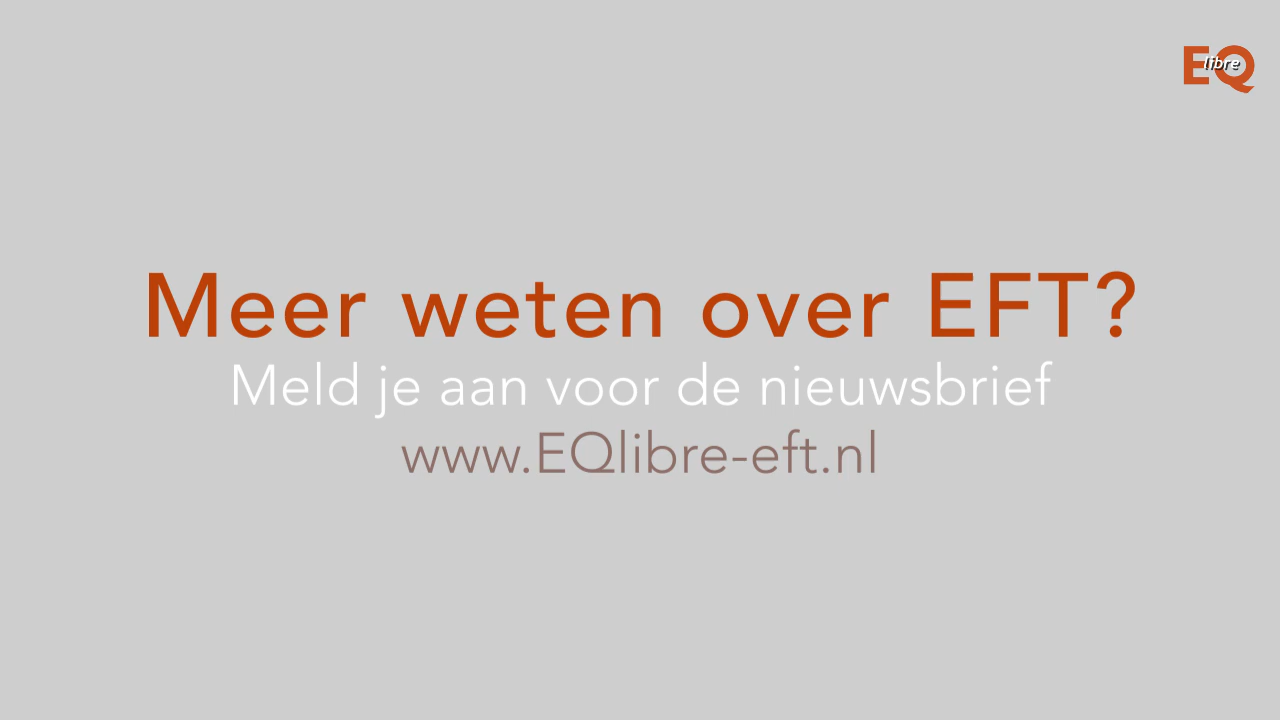 EQ
libre
Meer weten over EFT?
Meld je aan voor de nieuwsbrief
www.EQlibre-eft.nl